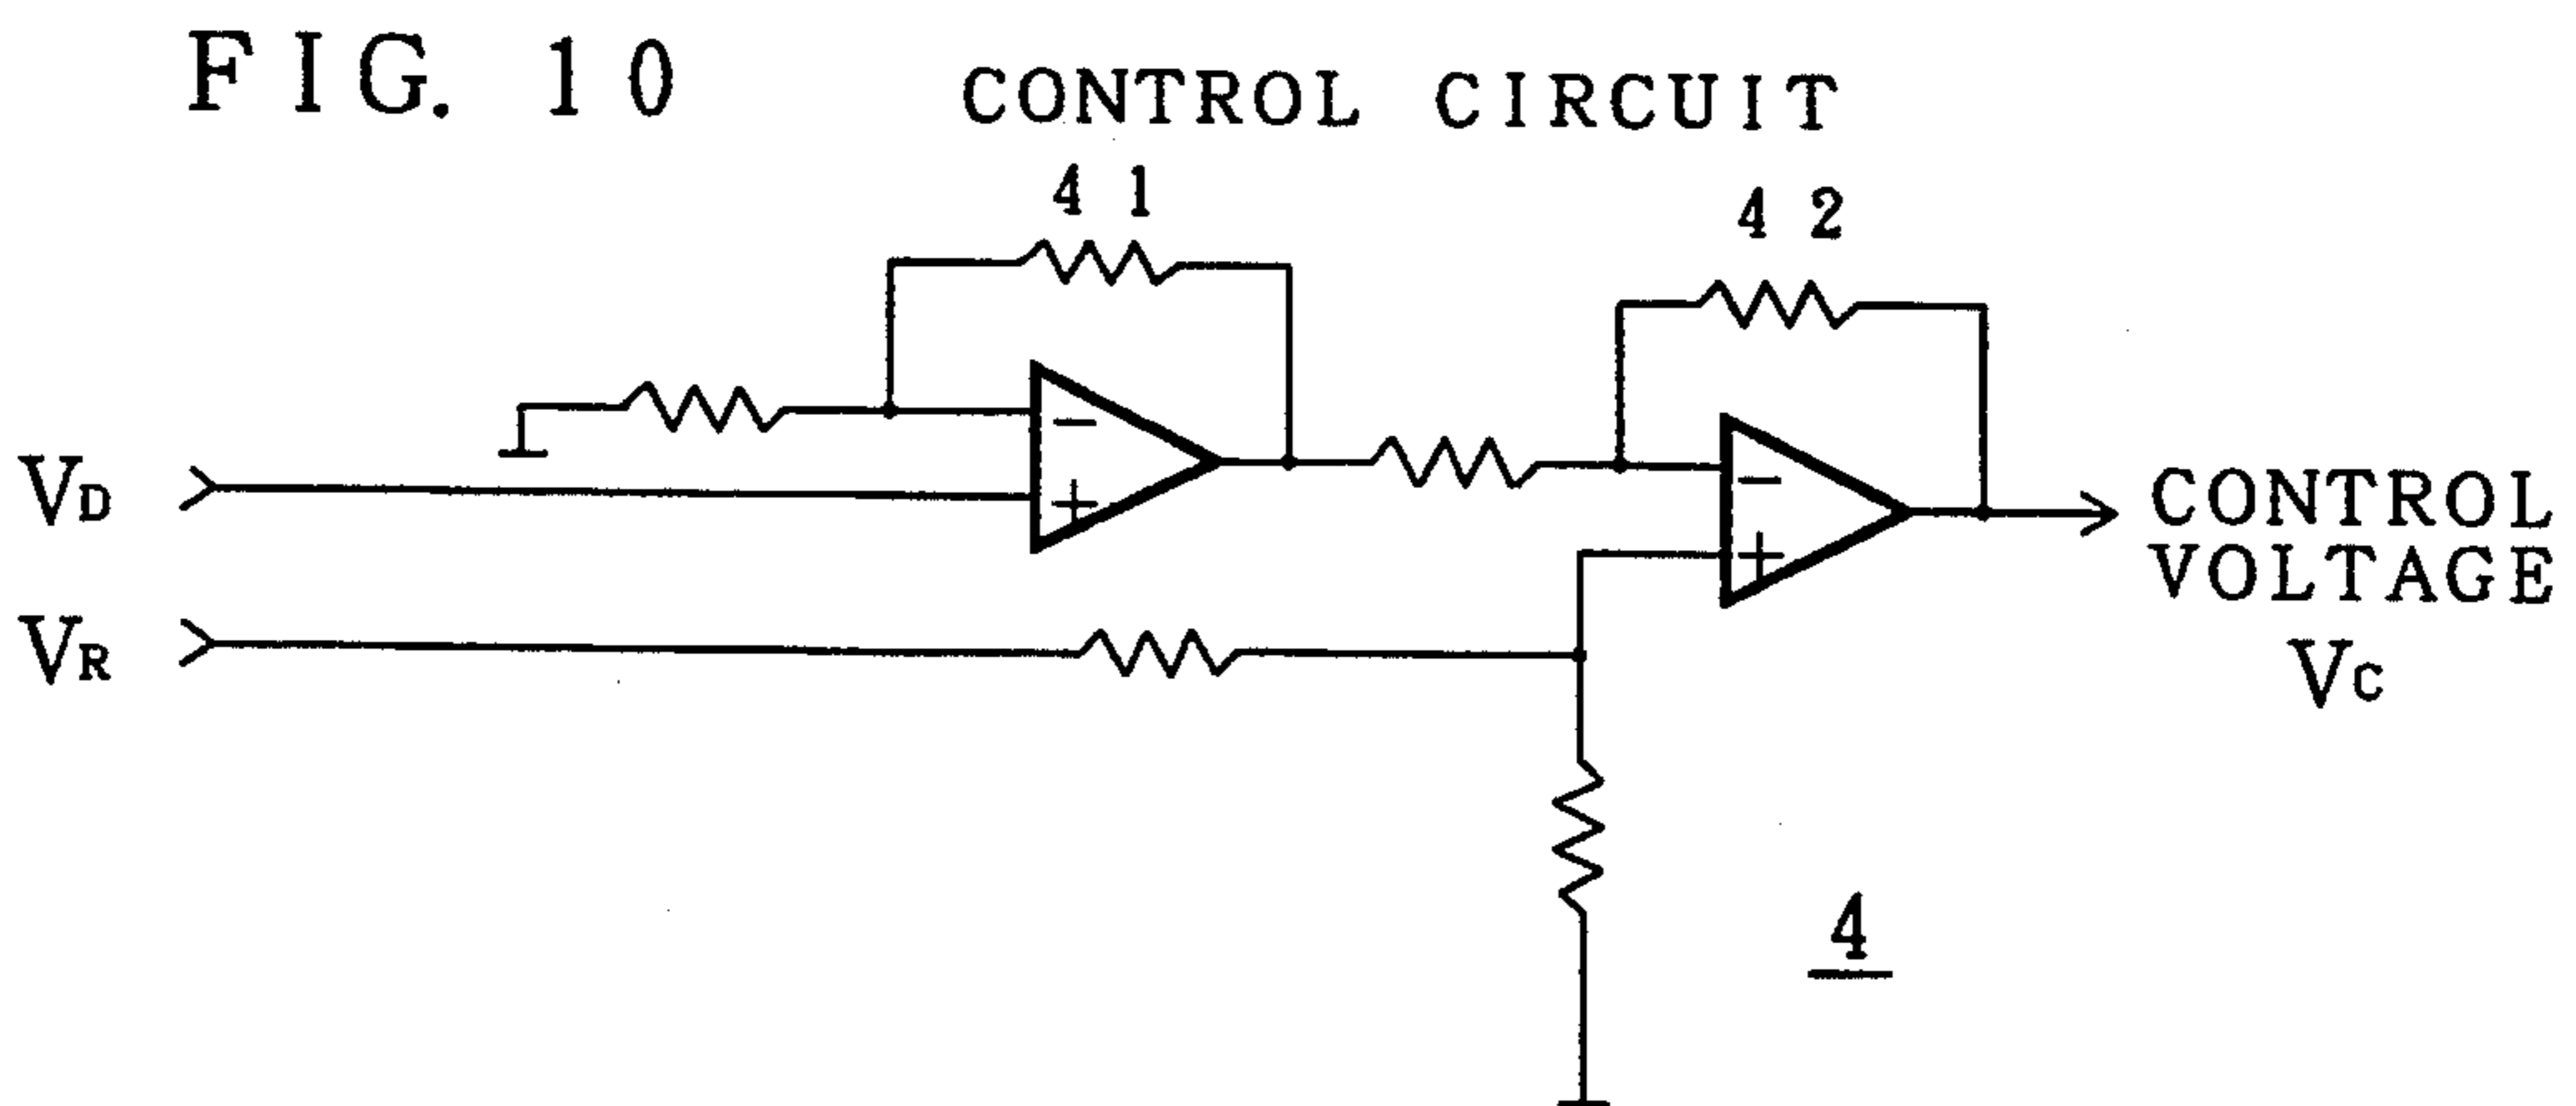 FIG. 10
CONTROL CIRCUIT
41
42
−
+
−
+
VD
VR
CONTROL
VOLTAGE
VC
4